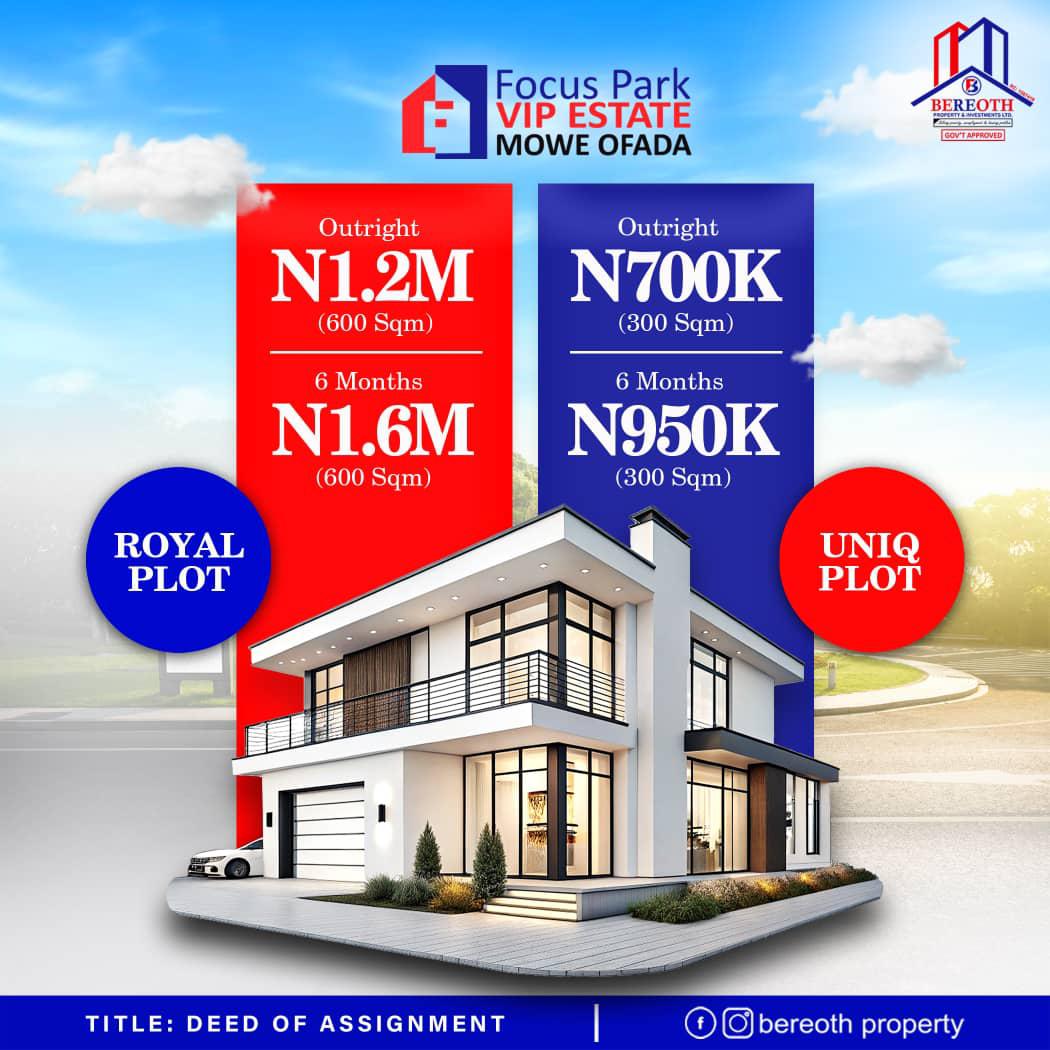 Focus Park
VIP ESTATE
MOWE OFADA
BEREOTH
PROPERTY & INVESTMENTS LTD.
GOV'T APPROVED
Outright
N1.2M
(600 Sqm)
6 Months
N1.6M
(600 Sqm)
Outright
N700K
(300 Sqm)
6 Months
N950K
(300 Sqm)
ROYAL
PLOT
UNIQ
PLOT
TITLE: DEED OF ASSIGNMENT
bereoth property